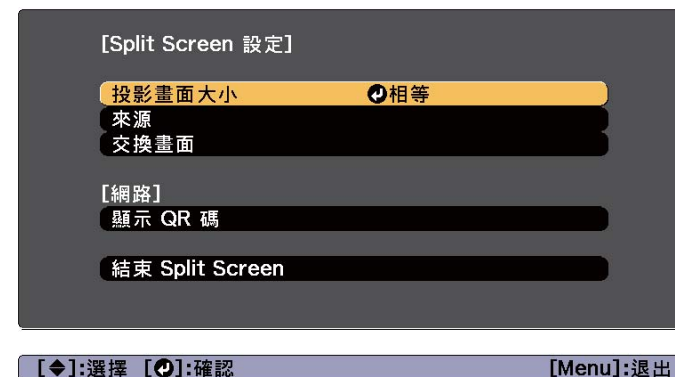 [Split Screen 設定]
投影畫面大小 相等
來源
交換畫面
[網路]
顯示 QR 碼
結束 Split Screen
[◆]:選擇 [⏎]:確認 [Menu]:退出